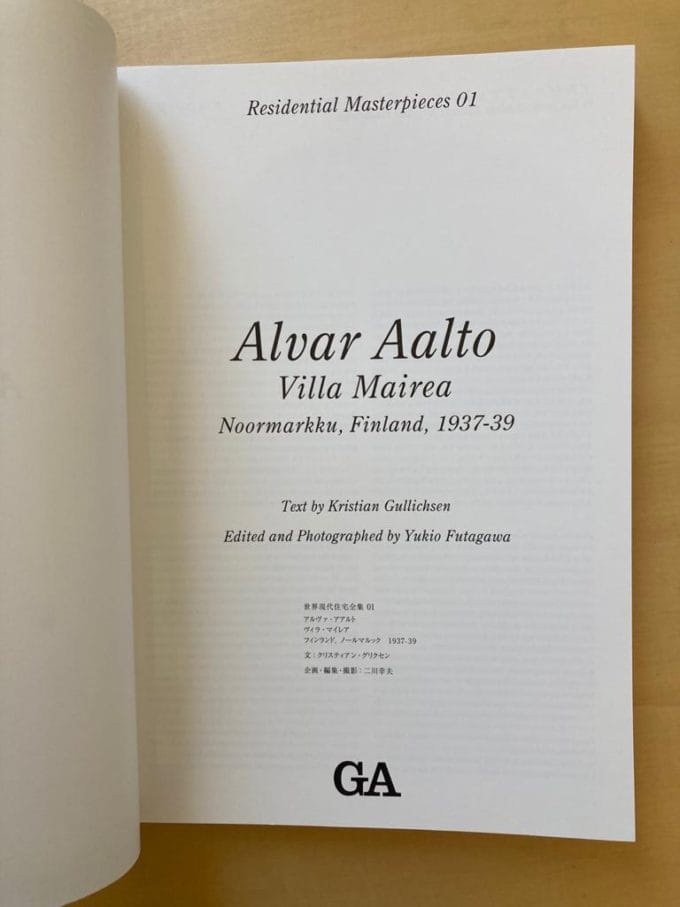 Residential Masterpieces 01
Alvar Aalto
Villa Mairea
Noormarkku, Finland, 1937-39
Text by Kristian Gullichsen
Edited and Photographed by Yukio Futagawa
世界現代住宅全集 01
アルヴァ・アアルト
ヴィラ・マイレア
フィンランド, ノールマルック 1937-39
文：クリスティアン・グリクセン
企画・編集・撮影：二川幸夫
GA